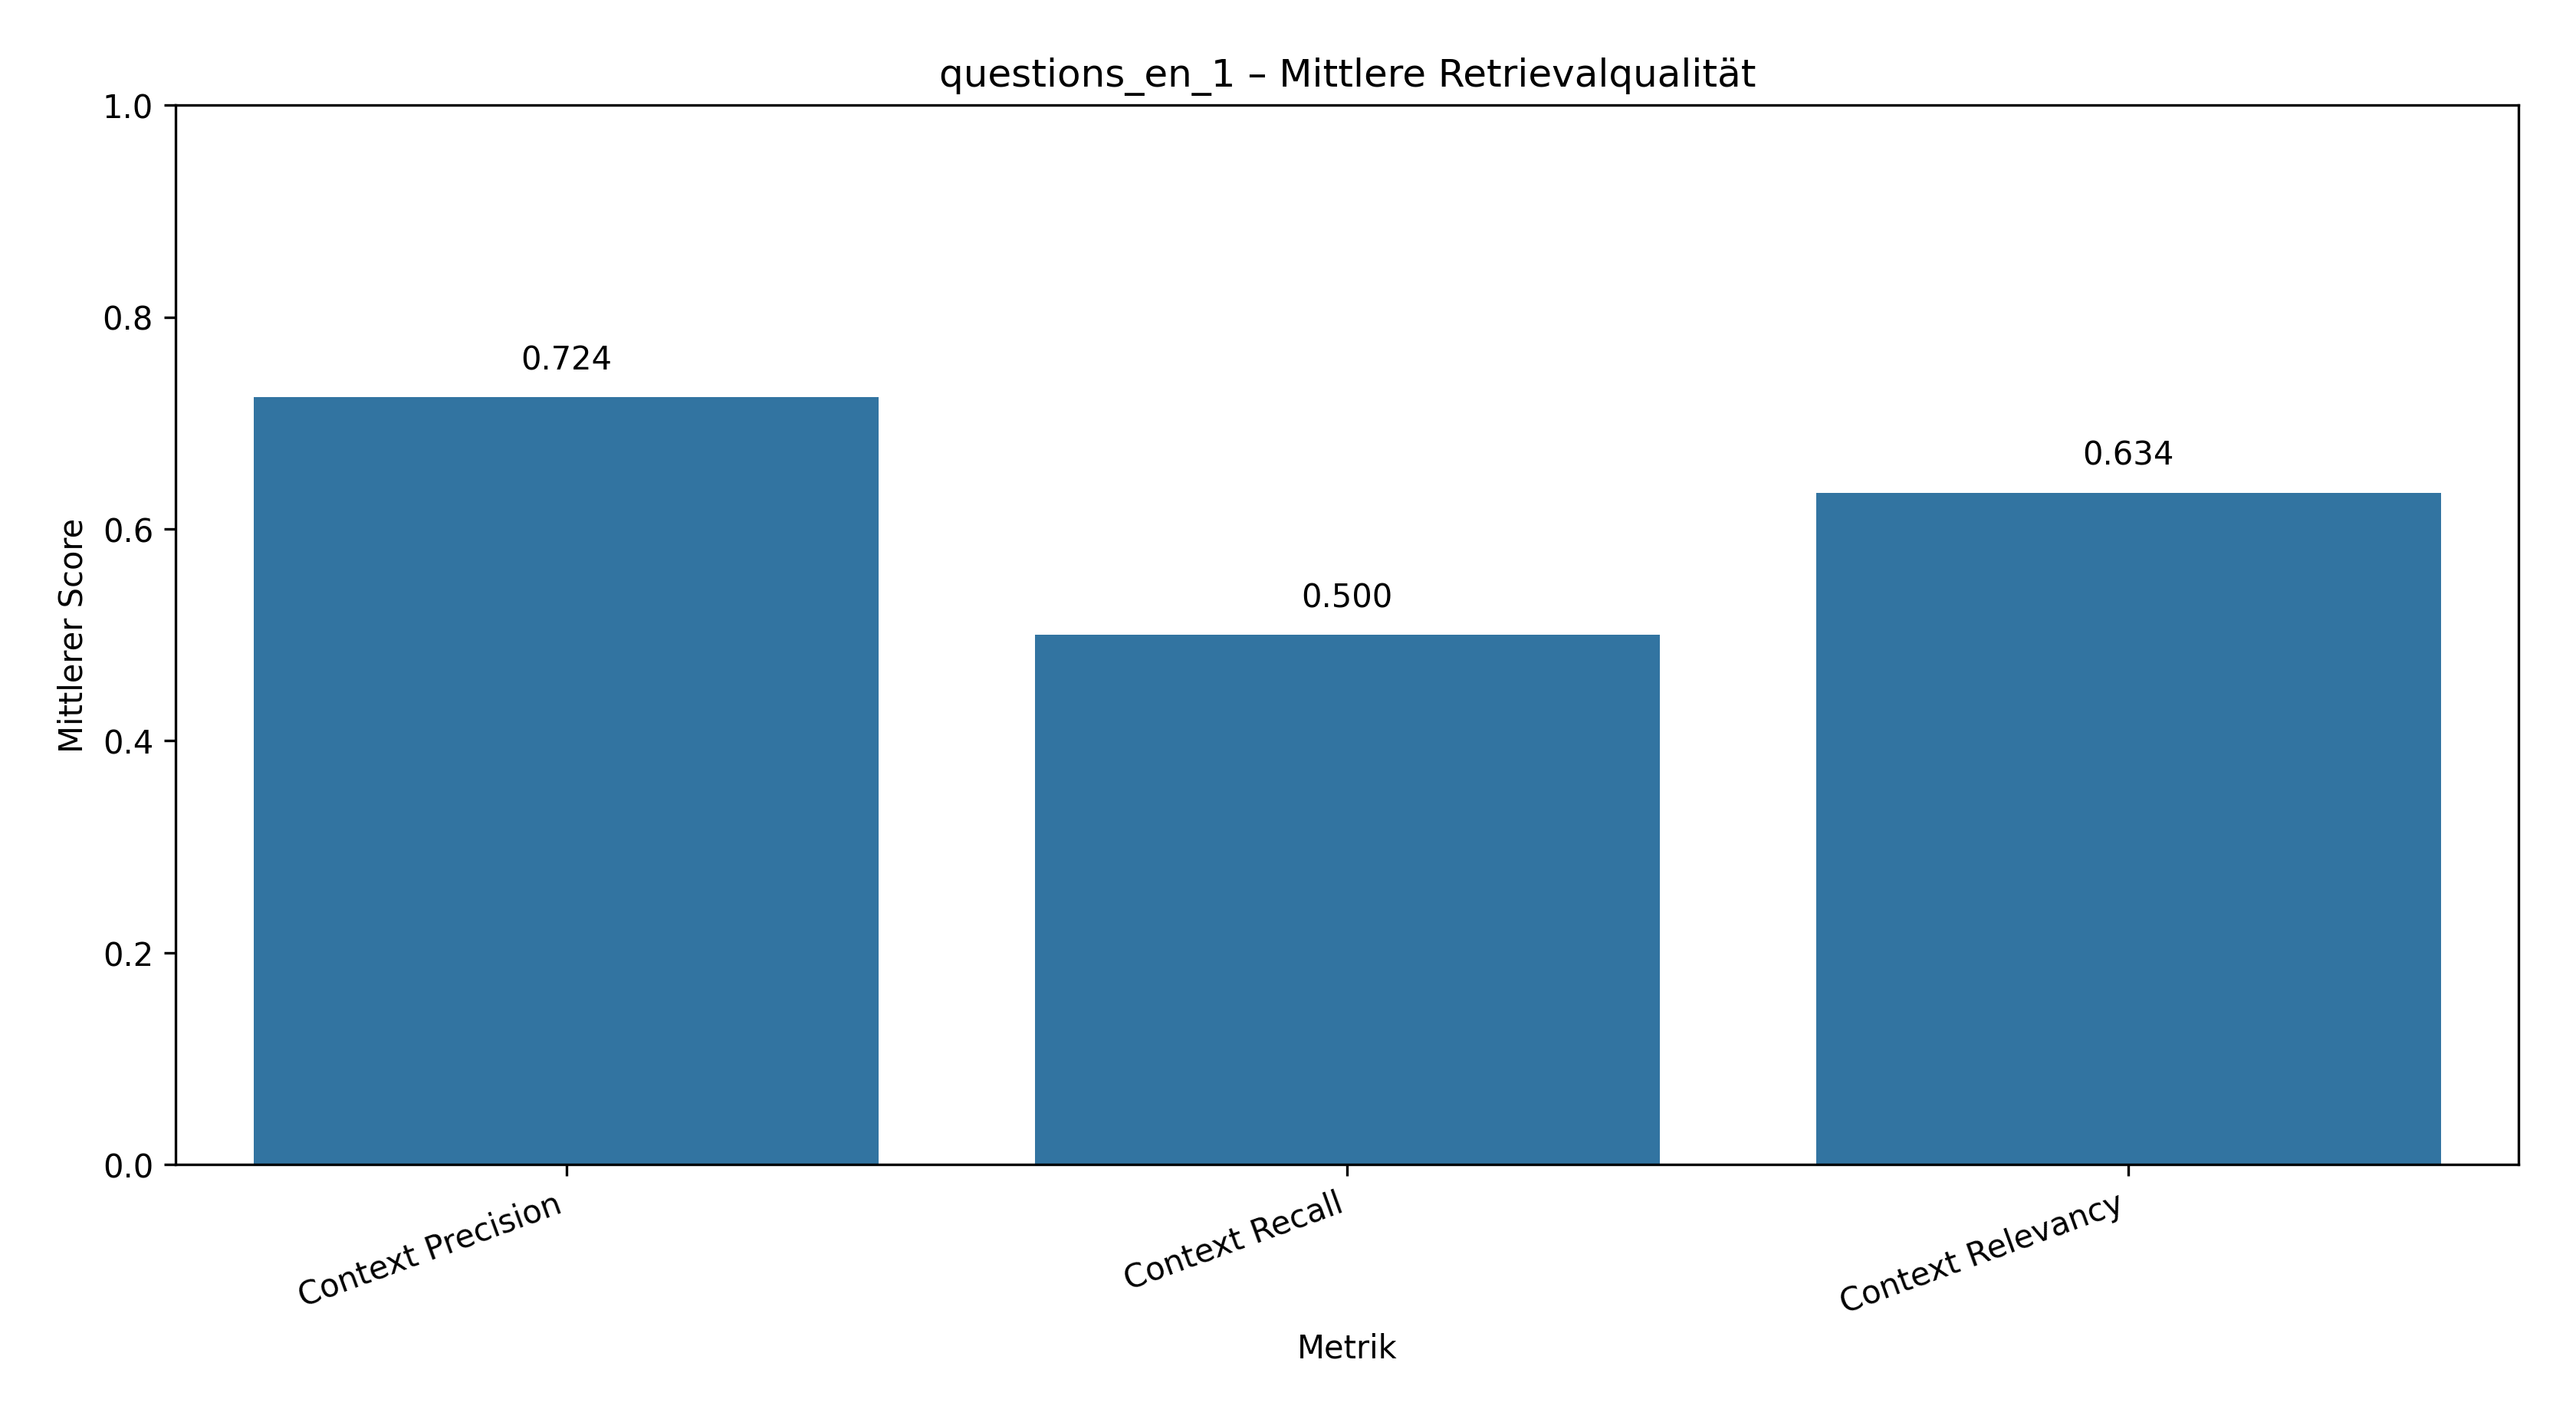 questions_en_1 – Mittlere Retrievalqualität
Mittlerer Score
1.0
0.8
0.6
0.4
0.2
0.0
0.724
0.500
0.634
Context Precision
Context Recall
Context Relevancy
Metrik